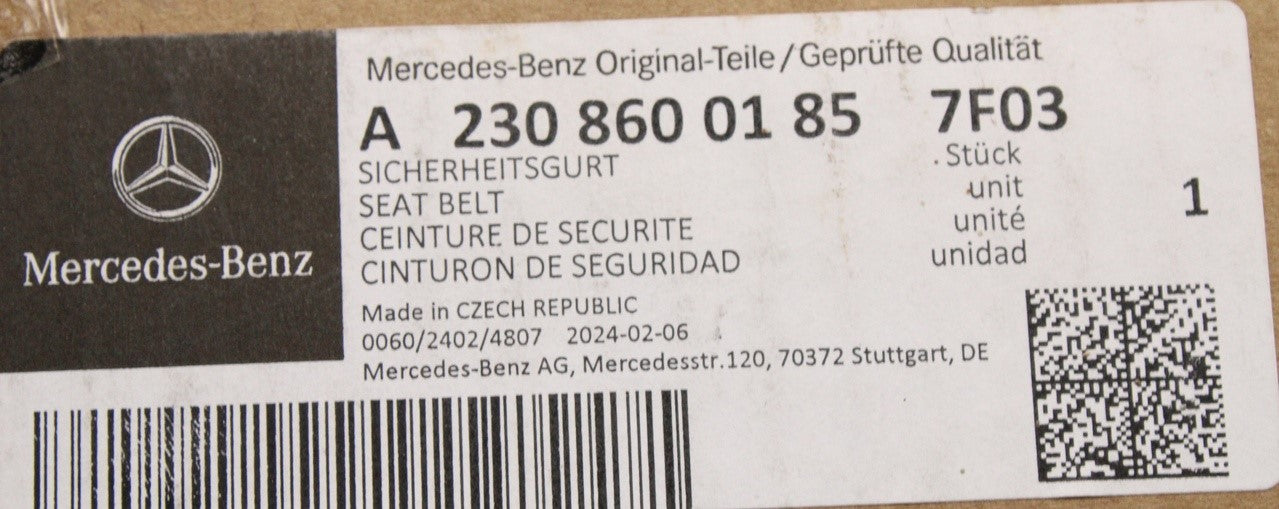 Mercedes-Benz
Mercedes-Benz Original-Teile/Geprüfte Qualität
A 230 860 01 85 7F03
SICHERHEITSGURT
SEAT BELT
CEINTURE DE SECURITE
CINTURON DE SEGURIDAD
Stück
unit
unité
unidad
1
Made in CZECH REPUBLIC
0060/2402/4807 2024-02-06
Mercedes-Benz AG, Mercedesstr.120, 70372 Stuttgart, DE